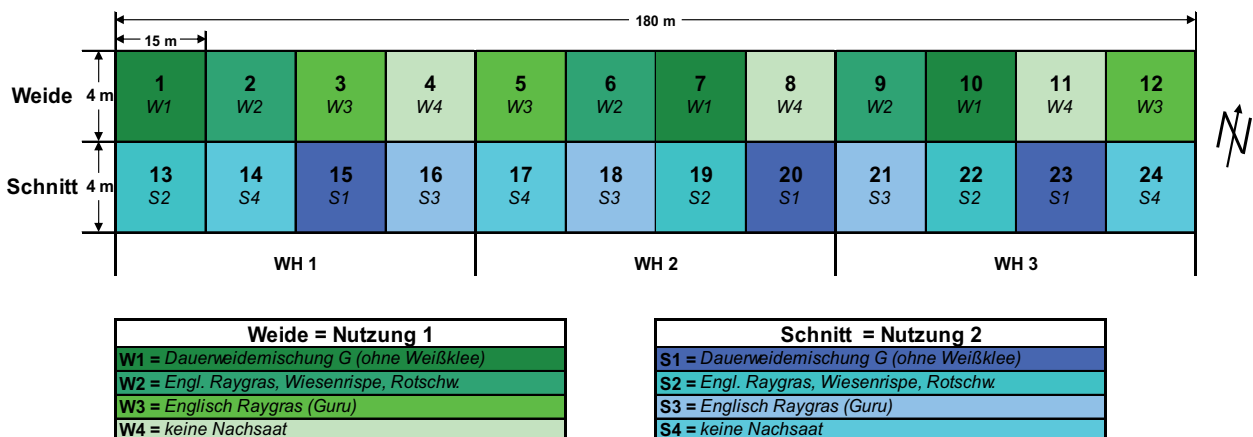 180 m
15 m
Weide 4 m
1 2 3 4 5 6 7 8 9 10 11 12
W1 W2 W3 W4 W3 W2 W1 W4 W2 W1 W4 W3
N
Schnitt 4 m
13 14 15 16 17 18 19 20 21 22 23 24
S2 S4 S1 S3 S4 S3 S2 S1 S3 S2 S1 S4
WH 1 WH 2 WH 3
Weide = Nutzung 1
W1 = Dauerweidemischung G (ohne Weißklee)
W2 = Engl. Raygras, Wiesenrispe, Rotschw.
W3 = Englisch Raygras (Guru)
W4 = keine Nachsaat
Schnitt = Nutzung 2
S1 = Dauerweidemischung G (ohne Weißklee)
S2 = Engl. Raygras, Wiesenrispe, Rotschw.
S3 = Englisch Raygras (Guru)
S4 = keine Nachsaat